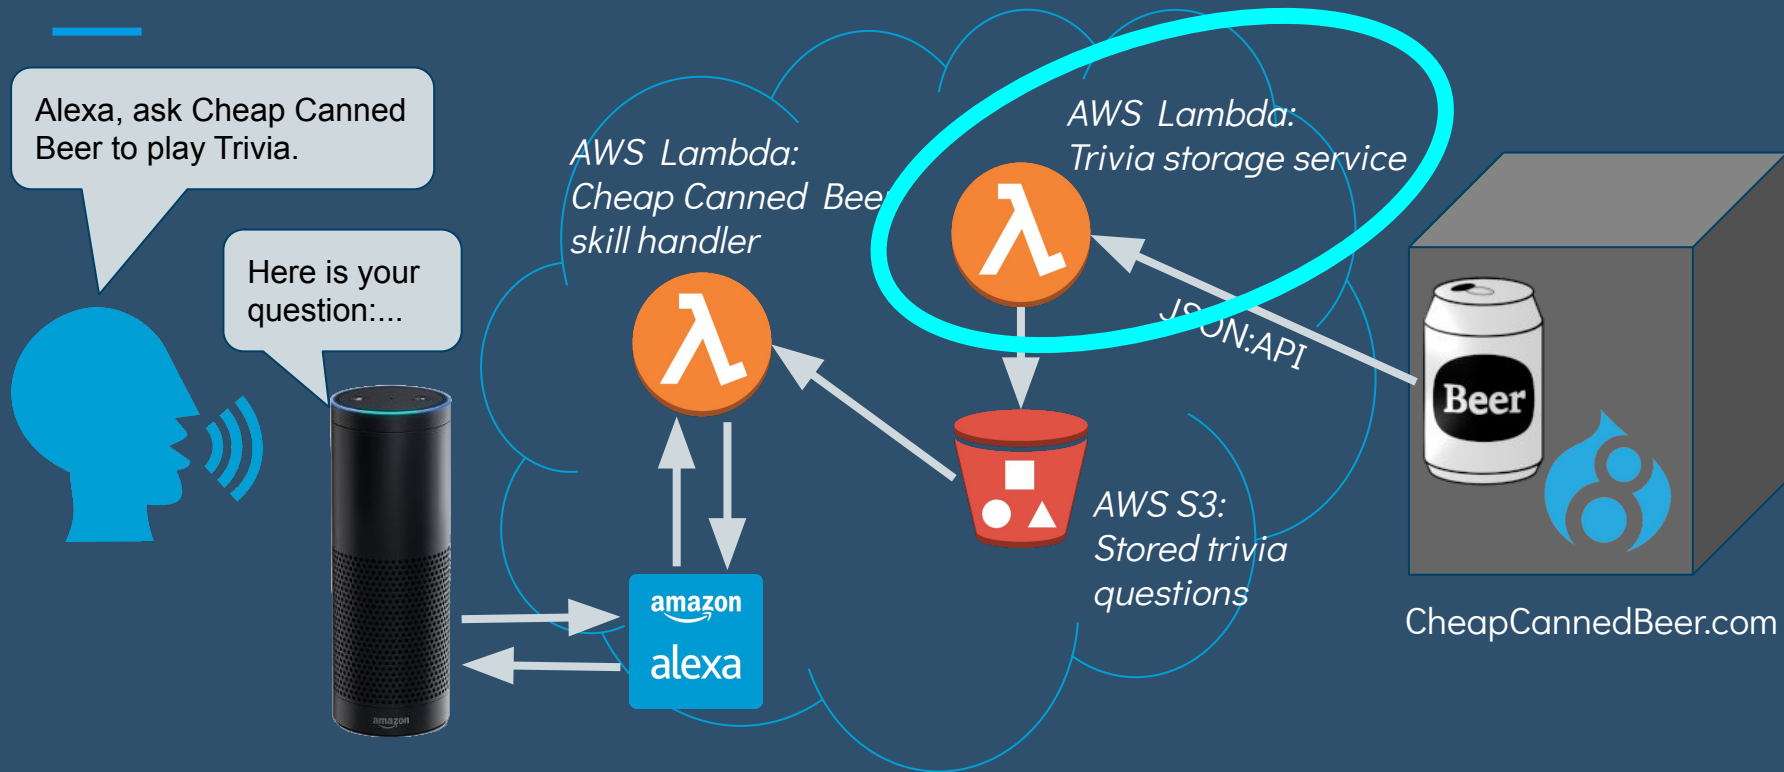 Alexa, ask Cheap Canned
Beer to play Trivia.
Here is your
question:...
AWS Lambda:
Cheap Canned Beer
skill handler
AWS Lambda:
Trivia storage service
JSON:API
Beer
AWS S3:
Stored trivia
questions
amazon
alexa
amazon
CheapCannedBeer.com